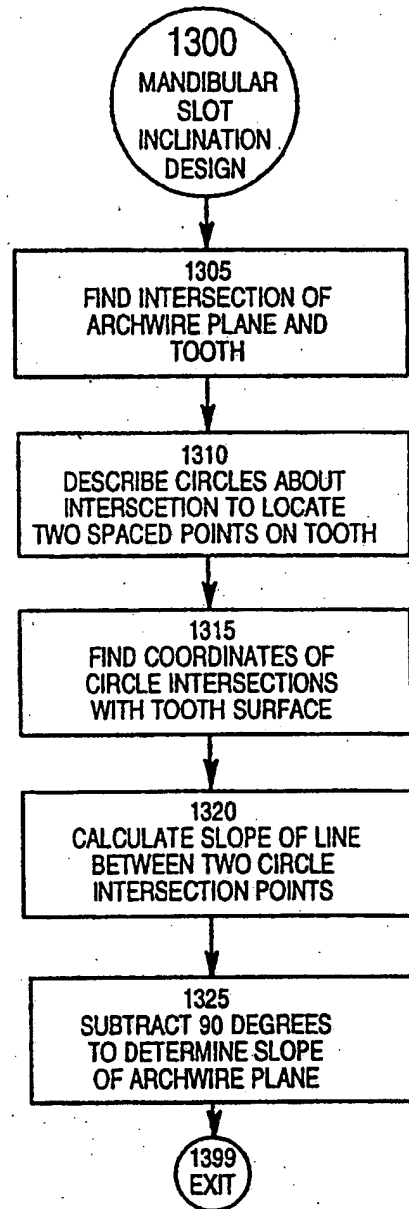 1300
MANDIBULAR
SLOT
INCLINATION
DESIGN
1305
FIND INTERSECTION OF
ARCHWIRE PLANE AND
TOOTH
1310
DESCRIBE CIRCLES ABOUT
INTERSCETION TO LOCATE
TWO SPACED POINTS ON TOOTH
1315
FIND COORDINATES OF
CIRCLE INTERSECTIONS
WITH TOOTH SURFACE
1320
CALCULATE SLOPE OF LINE
BETWEEN TWO CIRCLE
INTERSECTION POINTS
1325
SUBTRACT 90 DEGREES
TO DETERMINE SLOPE
OF ARCHWIRE PLANE
1399
EXIT